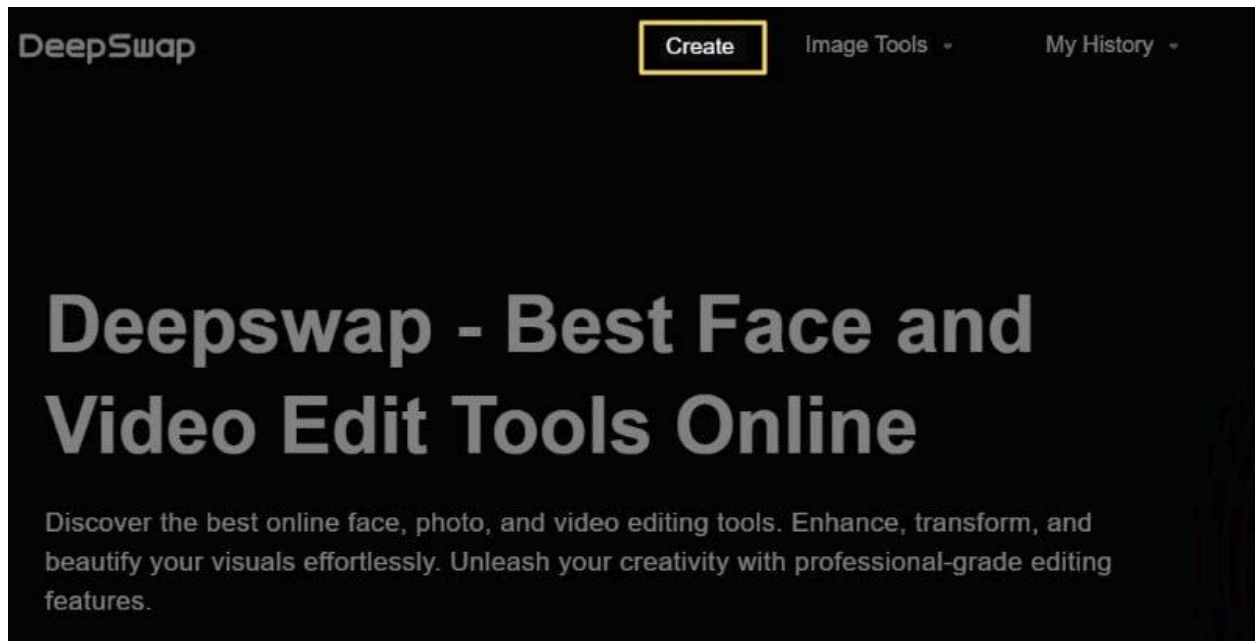 DeepSwap
Create
Image Tools
My History
Deepswap - Best Face and
Video Edit Tools Online
Discover the best online face, photo, and video editing tools. Enhance, transform, and
beautify your visuals effortlessly. Unleash your creativity with professional-grade editing
features.